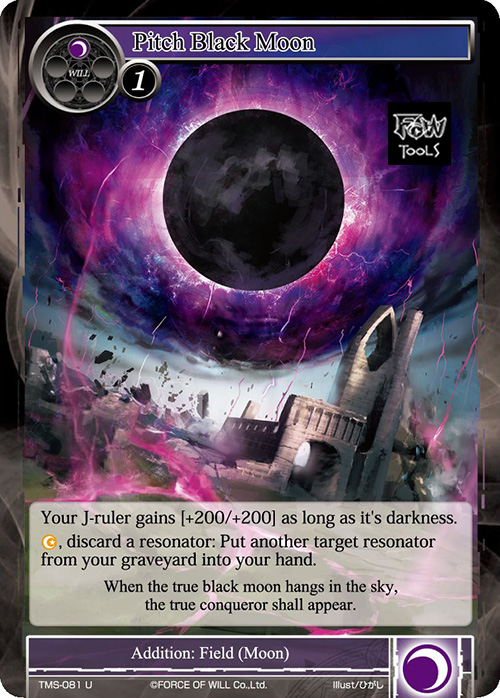 Pitch Black Moon
WILL
1
FOW
TOOLS
Your J-ruler gains [+200/+200] as long as it's darkness.
, discard a resonator: Put another target resonator
from your graveyard into your hand.
When the true black moon hangs in the sky,
the true conqueror shall appear.
Addition: Field (Moon)
TMS-081 U ©FORCE OF WILL Co.,Ltd. Illust/ひがし